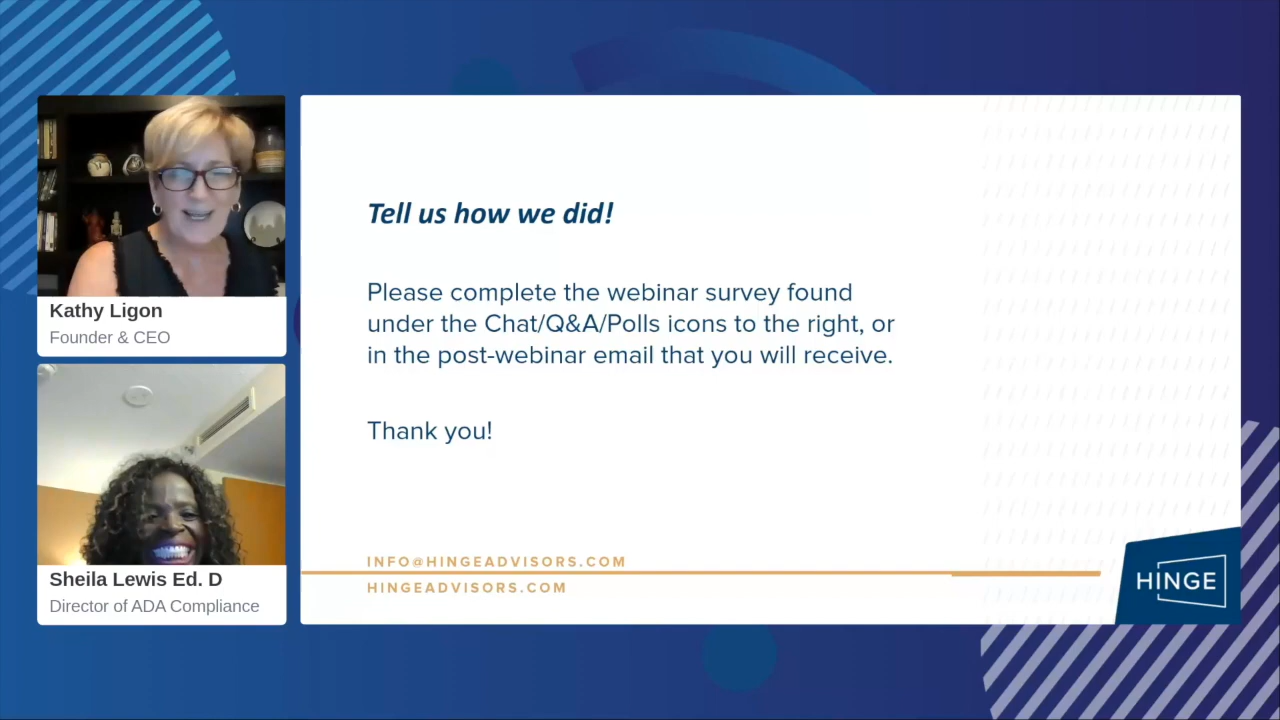 Kathy Ligon
Founder & CEO
Sheila Lewis Ed. D
Director of ADA Compliance
Tell us how we did!
Please complete the webinar survey found
under the Chat/Q&A/Polls icons to the right, or
in the post-webinar email that you will receive.
Thank you!
INFO@HINGEADVISORS.COM
HINGEADVISORS.COM
HINGE